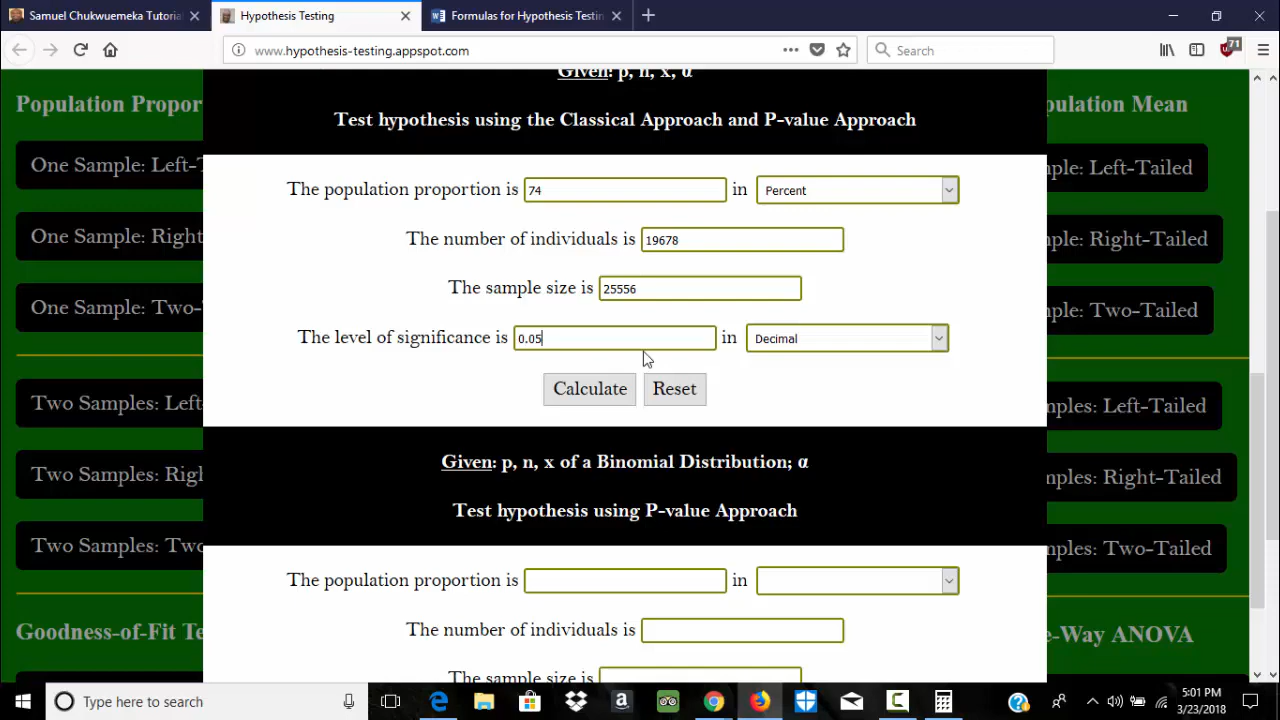 Samuel Chukwuemeka Tutoria
Hypothesis Testing
Formulas for Hypothesis Testin
www.hypothesis-testing.appspot.com
Search
71
Given: p, n, x, α
Test hypothesis using the Classical Approach and P-value Approach
The population proportion is 74 in Percent
The number of individuals is 19678
The sample size is 25556
The level of significance is 0.05 in Decimal
Calculate Reset
Given: p, n, x of a Binomial Distribution; α
Test hypothesis using P-value Approach
The population proportion is in
The number of individuals is
The sample size is
Population Propor
One Sample: Left-T
One Sample: Right
One Sample: Two-
Two Samples: Left
Two Samples: Righ
Two Samples: Two
Goodness-of-Fit Te
pulation Mean
mple: Left-Tailed
mple: Right-Tailed
mple: Two-Tailed
mples: Left-Tailed
mples: Right-Tailed
mples: Two-Tailed
e-Way ANOVA
Type here to search
5:01 PM
3/23/2018